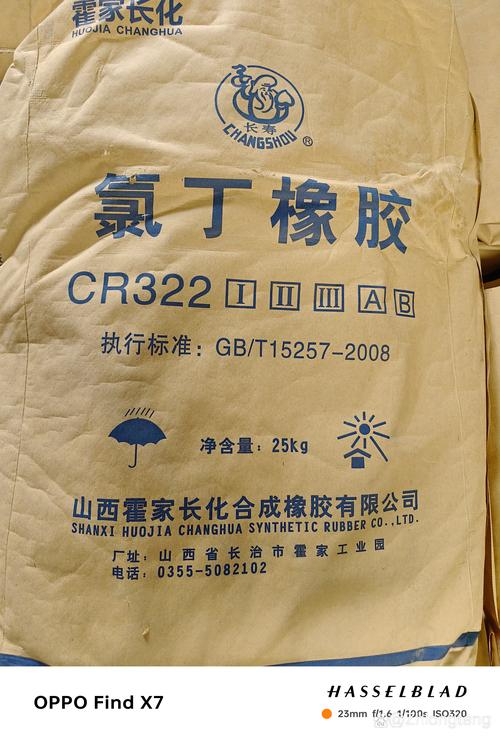 霍家长化
HUOJIA CHANGHUA
长寿
CHANGSHOU®
氯丁橡胶
CR322 I II III A B
执行标准：GB/T15257-2008
净含量：25kg
山西霍家长化合成橡胶有限公司
SHANXI HUOJIA CHANGHUA SYNTHETIC RUBBER CO.,LTD.
厂址：山西省长治市霍家工业园
电话：0355-5082102
OPPO Find X7
HASSELBLAD
23mm f/1.6 1/100s ISO320